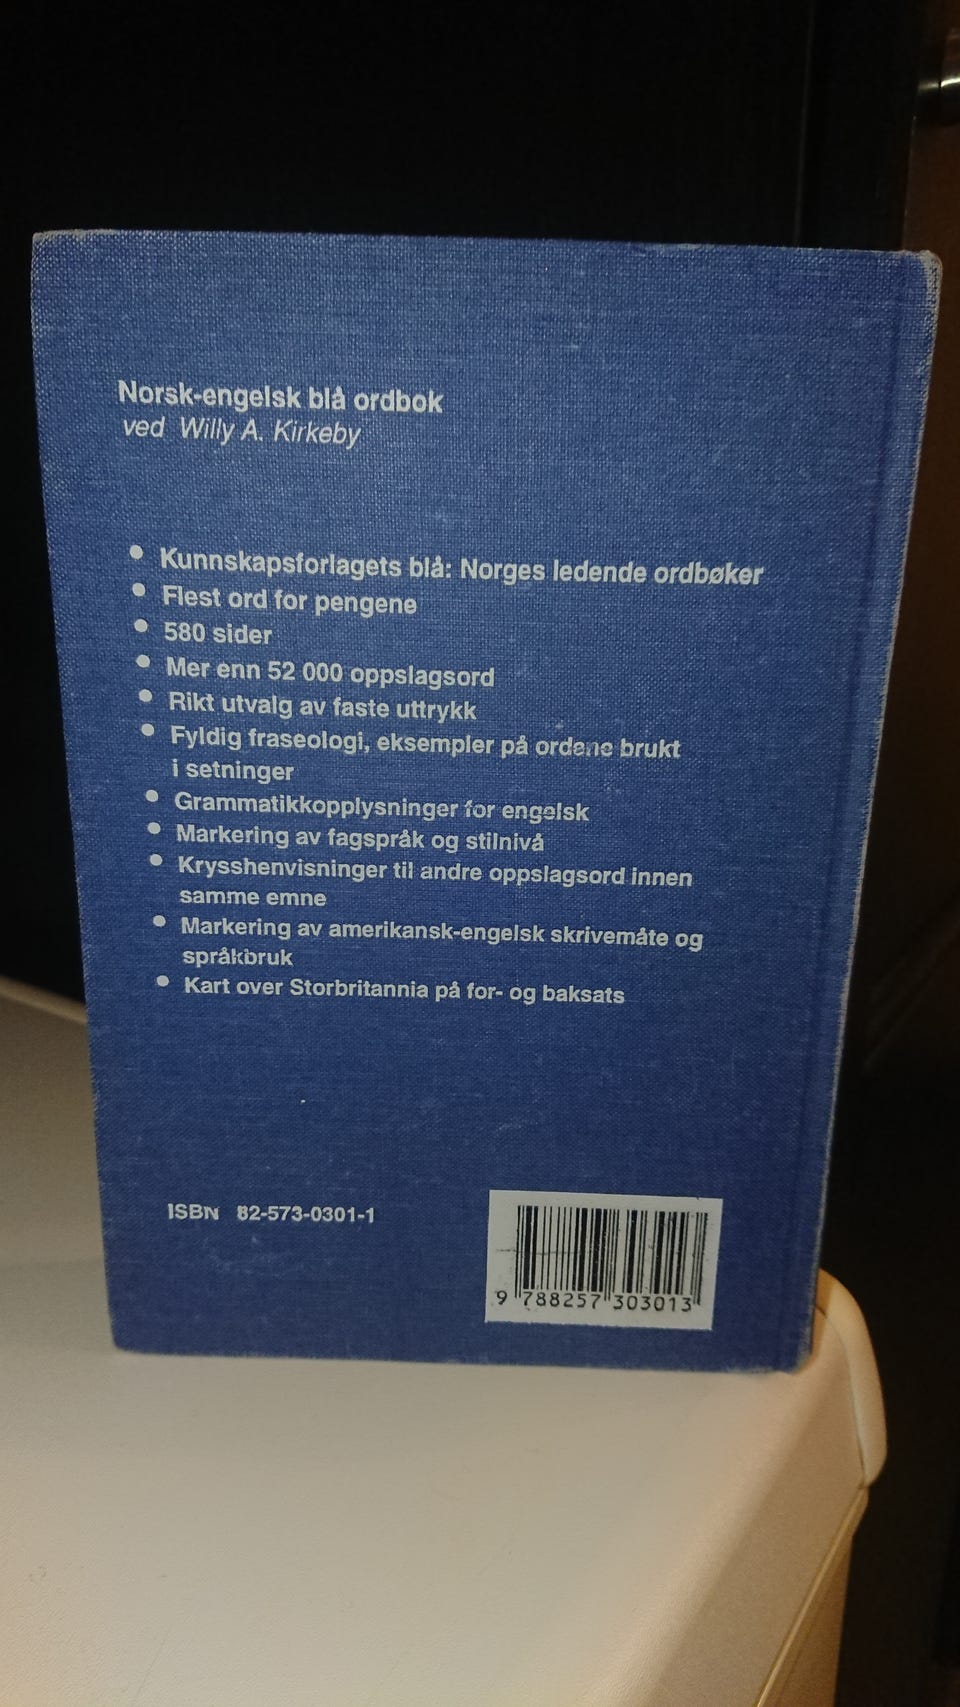 Norsk-engelsk blå ordbok
ved Willy A. Kirkeby
• Kunnskapsforlagets blå: Norges ledende ordbøker
• Flest ord for pengene
• 580 sider
• Mer enn 52 000 oppslagsord
• Rikt utvalg av faste uttrykk
• Fyldig fraseologi, eksempler på ordene brukt
i setninger
• Grammatikkopplysninger for engelsk
• Markering av fagspråk og stilnivå
• Krysshenvisninger til andre oppslagsord innen
samme emne
• Markering av amerikansk-engelsk skrivemåte og
språkbruk
• Kart over Storbritannia på for- og baksats
ISBN 82-573-0301-1
9 788257 303013